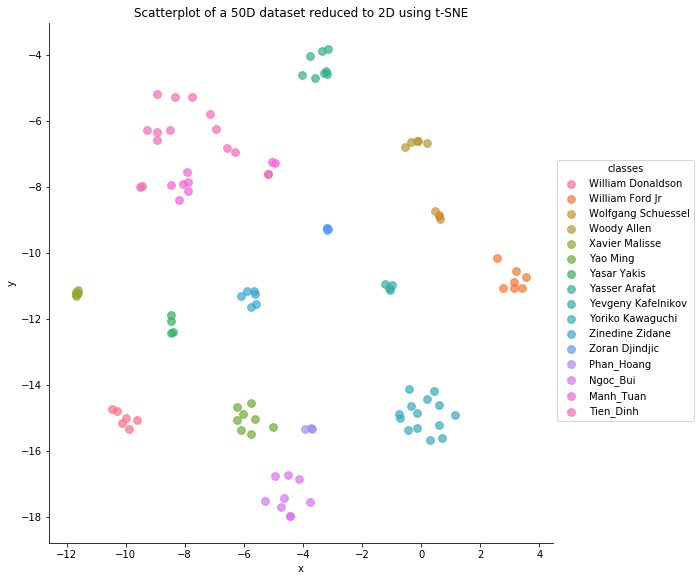 Scatterplot of a 50D dataset reduced to 2D using t-SNE
y
−4
−6
−8
−10
−12
−14
−16
−18
−12
−10
−8
−6
−4
−2
0
2
4
x
classes
William Donaldson
William Ford Jr
Wolfgang Schuessel
Woody Allen
Xavier Malisse
Yao Ming
Yasar Yakis
Yasser Arafat
Yevgeny Kafelnikov
Yoriko Kawaguchi
Zinedine Zidane
Zoran Djindjic
Phan_Hoang
Ngoc_Bui
Manh_Tuan
Tien_Dinh